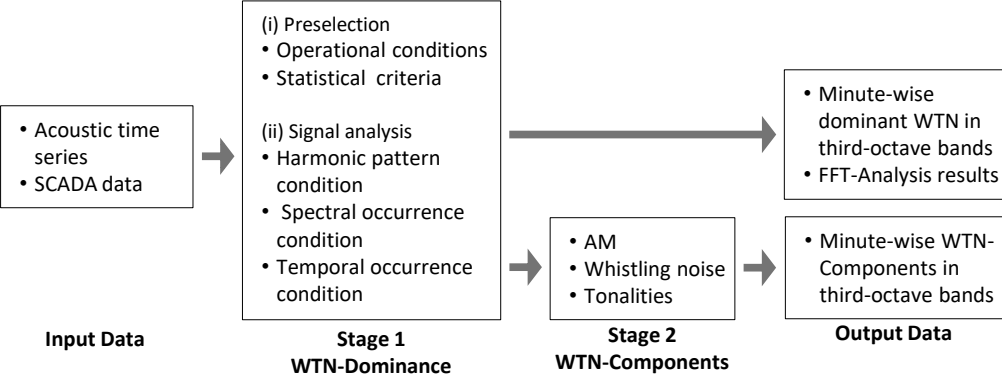 • Acoustic time
series
• SCADA data
Input Data
(i) Preselection
• Operational conditions
• Statistical criteria
(ii) Signal analysis
• Harmonic pattern
condition
• Spectral occurrence
condition
• Temporal occurrence
condition
Stage 1
WTN-Dominance
• AM
• Whistling noise
• Tonalities
Stage 2
WTN-Components
• Minute-wise
dominant WTN in
third-octave bands
• FFT-Analysis results
• Minute-wise WTN-
Components in
third-octave bands
Output Data